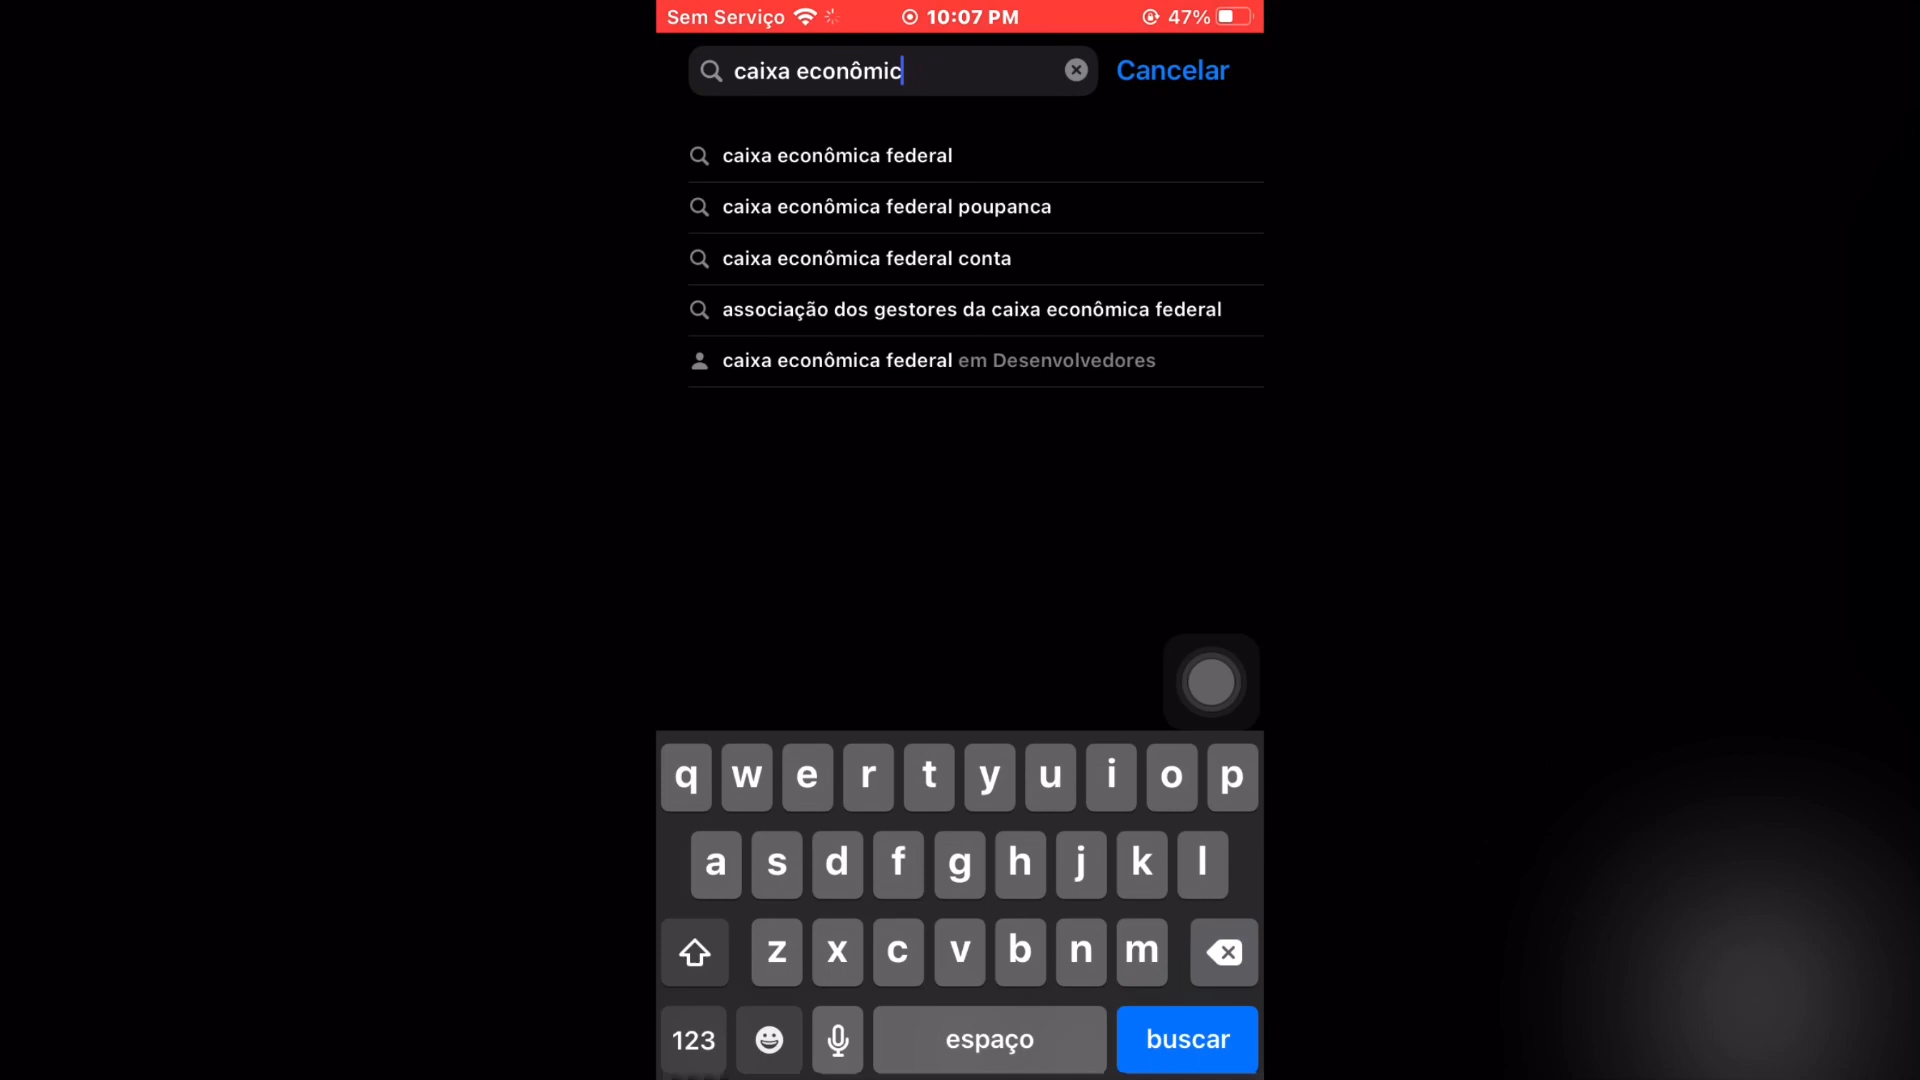 Sem Serviço 10:07 PM 47%
caixa econômic Cancelar
caixa econômica federal
caixa econômica federal poupanca
caixa econômica federal conta
associação dos gestores da caixa econômica federal
caixa econômica federal em Desenvolvedores
q w e r t y u i o p
a s d f g h j k l
z x c v b n m
123 espaço buscar